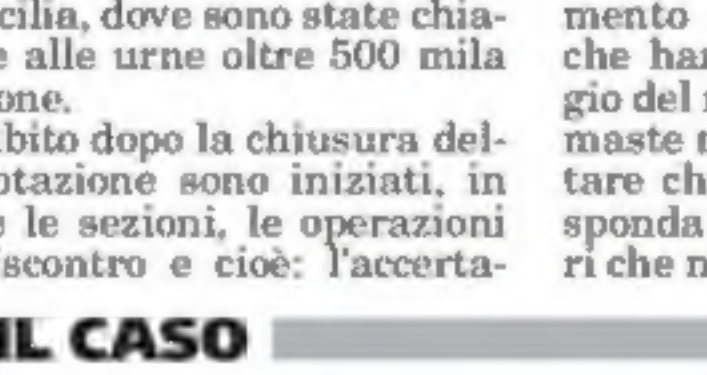 cilia, dove sono state chia-
e alle urne oltre 500 mila
one.
bito dopo la chiusura del-
otazione sono iniziati, in
e le sezioni, le operazioni
scontro e cioè: l'accerta-
mento
che har
gio del
maste
tare ch
sponda
ri che n
IL CASO